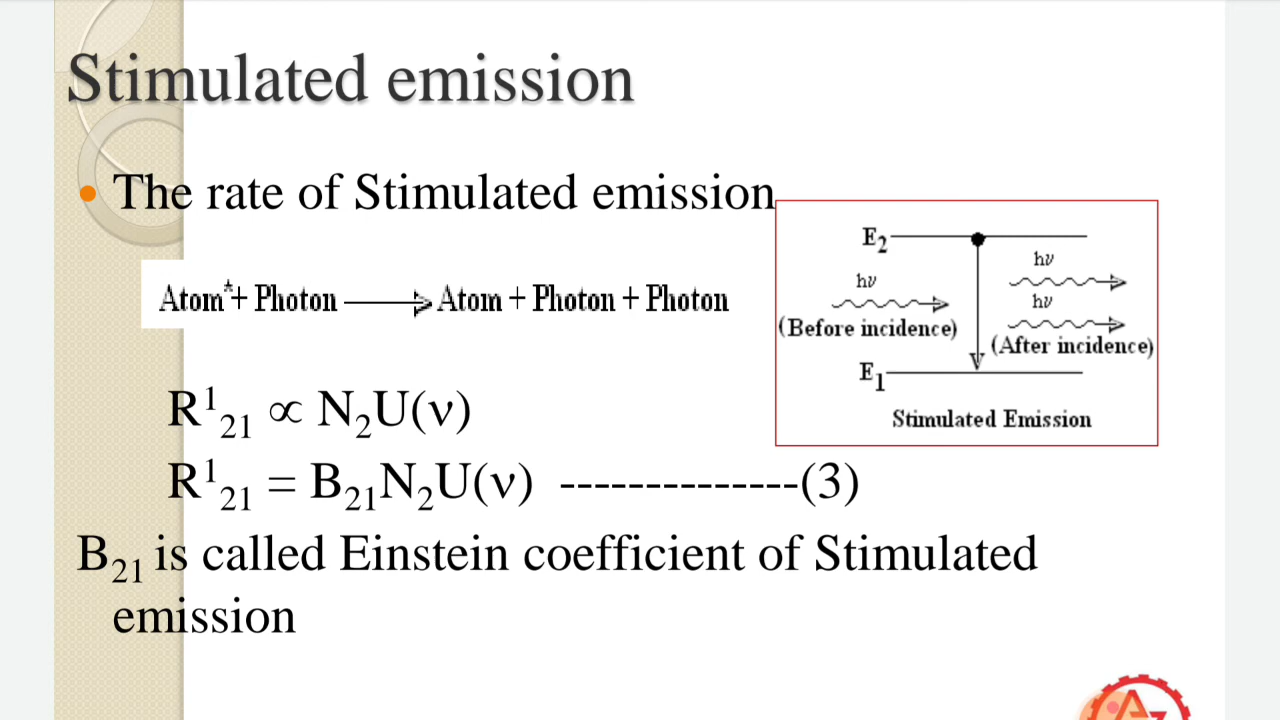 Stimulated emission
• The rate of Stimulated emission
Atom*+ Photon ⟶ Atom + Photon + Photon
E₂
hν
hν
hν
(Before incidence)
(After incidence)
E₁
Stimulated Emission
R¹₂₁ ∝ N₂U(ν)
R¹₂₁ = B₂₁N₂U(ν) --------------(3)
B₂₁ is called Einstein coefficient of Stimulated
emission